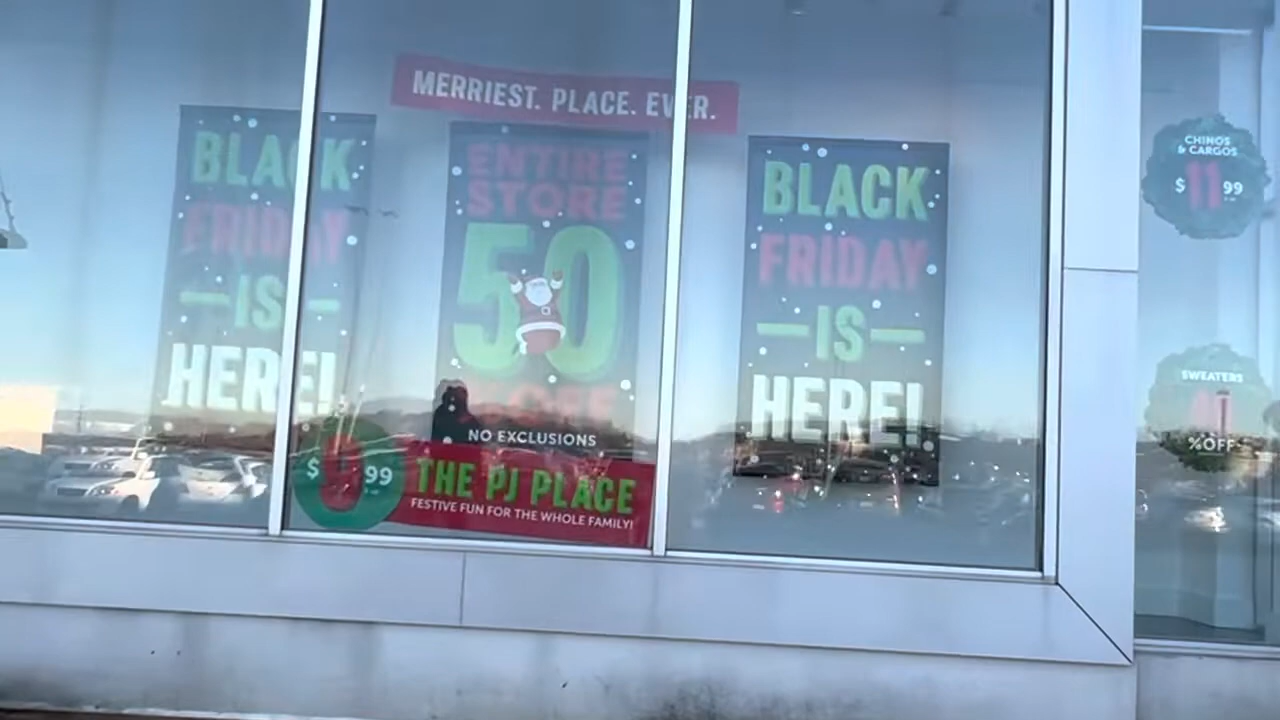 MERRIEST. PLACE. EVER.
BLACK
FRIDAY
IS
HERE!
ENTIRE
STORE
50
NO EXCLUSIONS
$ 99
THE PJ PLACE
FESTIVE FUN FOR THE WHOLE FAMILY!
BLACK
FRIDAY
IS
HERE!
CHINOS
& CARGOS
$11 99
SWEATERS
%OFF